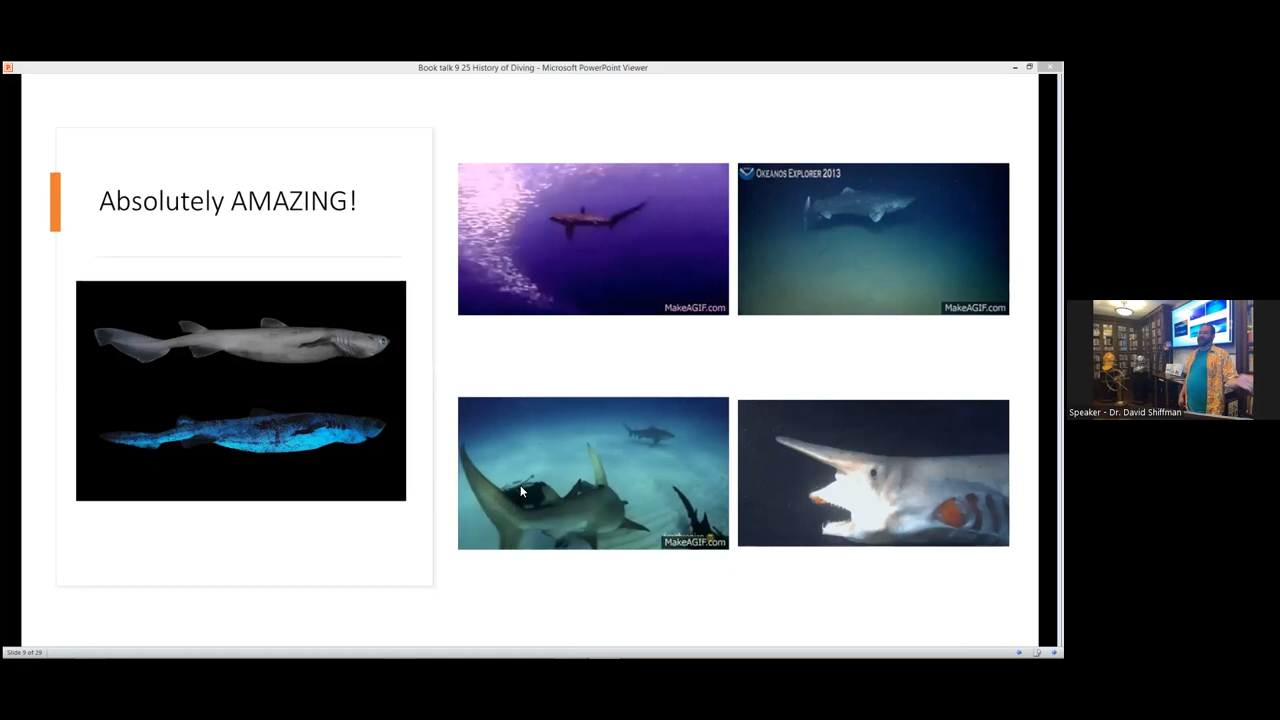 Book talk 9 25 History of Diving - Microsoft PowerPoint Viewer
Absolutely AMAZING!
MakeAGIF.com
OKEANOS EXPLORER 2013
MakeAGIF.com
MakeAGIF.com
Speaker - Dr. David Shiffman
Slide 9 of 29